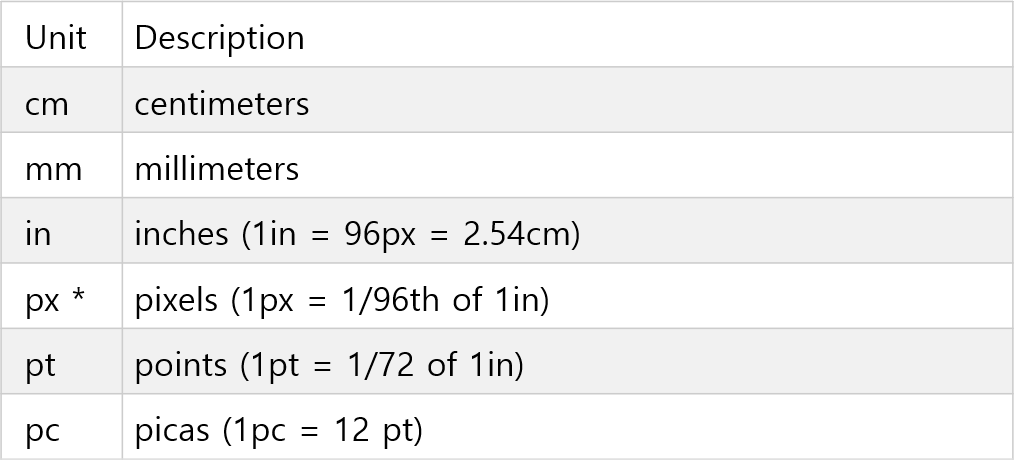 Unit Description
cm centimeters
mm millimeters
in inches (1in = 96px = 2.54cm)
px * pixels (1px = 1/96th of 1in)
pt points (1pt = 1/72 of 1in)
pc picas (1pc = 12 pt)